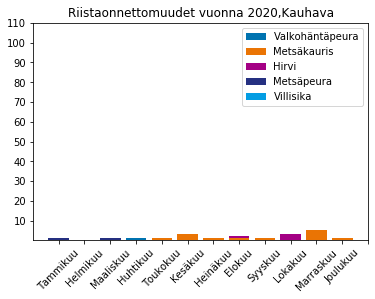 Riistaonnettomuudet vuonna 2020,Kauhava
110
100
90
80
70
60
50
40
30
20
10
Valkohäntäpeura
Metsäkauris
Hirvi
Metsäpeura
Villisika
Tammikuu
Helmikuu
Maaliskuu
Huhtikuu
Toukokuu
Kesäkuu
Heinäkuu
Elokuu
Syyskuu
Lokakuu
Marraskuu
Joulukuu